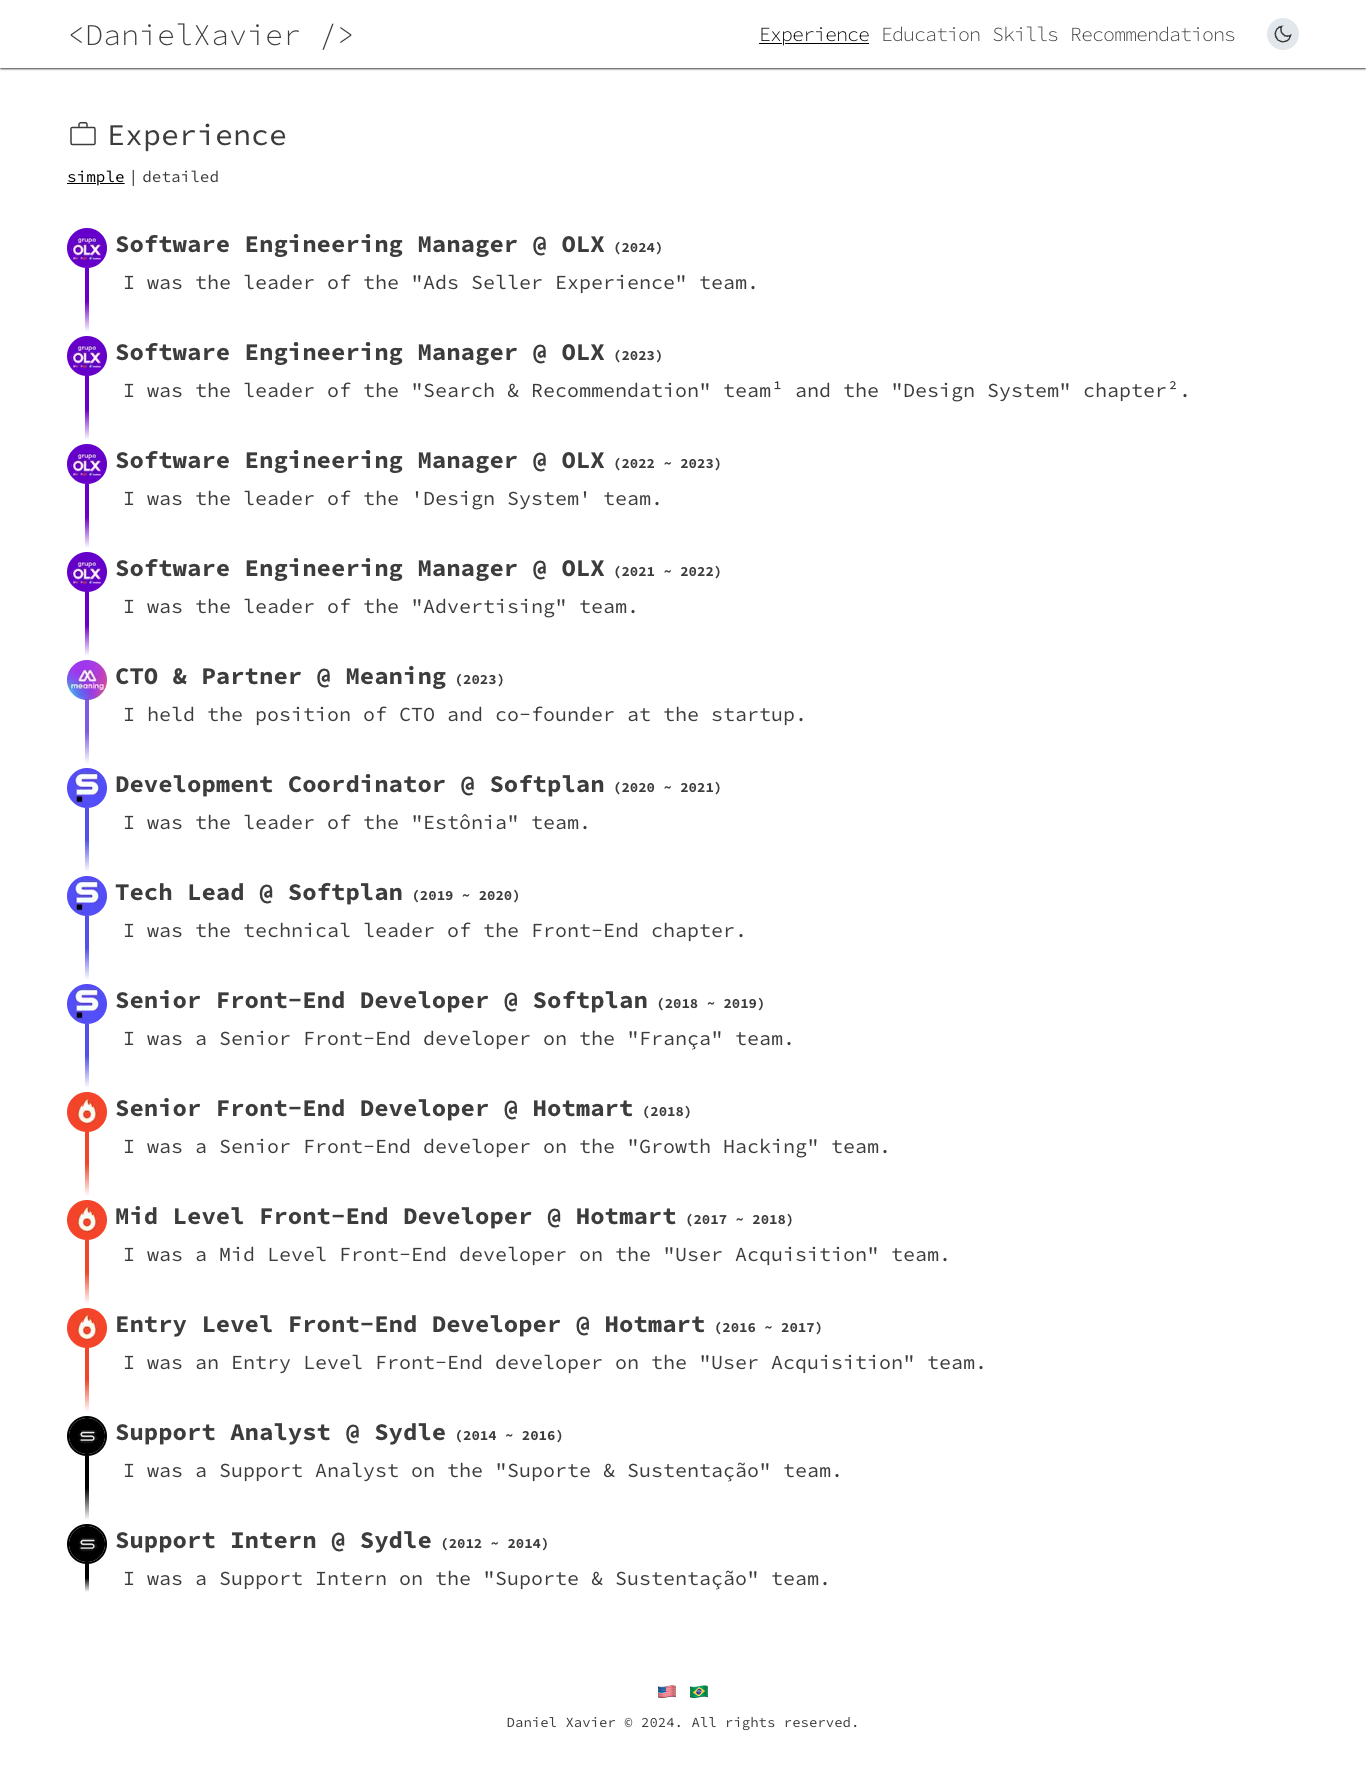 <DanielXavier />
Experience Education Skills Recommendations
Experience
simple | detailed
grupo OLX
Software Engineering Manager @ OLX (2024)
I was the leader of the "Ads Seller Experience" team.
grupo OLX
Software Engineering Manager @ OLX (2023)
I was the leader of the "Search & Recommendation" team¹ and the "Design System" chapter².
grupo OLX
Software Engineering Manager @ OLX (2022 ~ 2023)
I was the leader of the 'Design System' team.
grupo OLX
Software Engineering Manager @ OLX (2021 ~ 2022)
I was the leader of the "Advertising" team.
meaning
CTO & Partner @ Meaning (2023)
I held the position of CTO and co-founder at the startup.
Development Coordinator @ Softplan (2020 ~ 2021)
I was the leader of the "Estônia" team.
Tech Lead @ Softplan (2019 ~ 2020)
I was the technical leader of the Front-End chapter.
Senior Front-End Developer @ Softplan (2018 ~ 2019)
I was a Senior Front-End developer on the "França" team.
Senior Front-End Developer @ Hotmart (2018)
I was a Senior Front-End developer on the "Growth Hacking" team.
Mid Level Front-End Developer @ Hotmart (2017 ~ 2018)
I was a Mid Level Front-End developer on the "User Acquisition" team.
Entry Level Front-End Developer @ Hotmart (2016 ~ 2017)
I was an Entry Level Front-End developer on the "User Acquisition" team.
Support Analyst @ Sydle (2014 ~ 2016)
I was a Support Analyst on the "Suporte & Sustentação" team.
Support Intern @ Sydle (2012 ~ 2014)
I was a Support Intern on the "Suporte & Sustentação" team.
Daniel Xavier © 2024. All rights reserved.